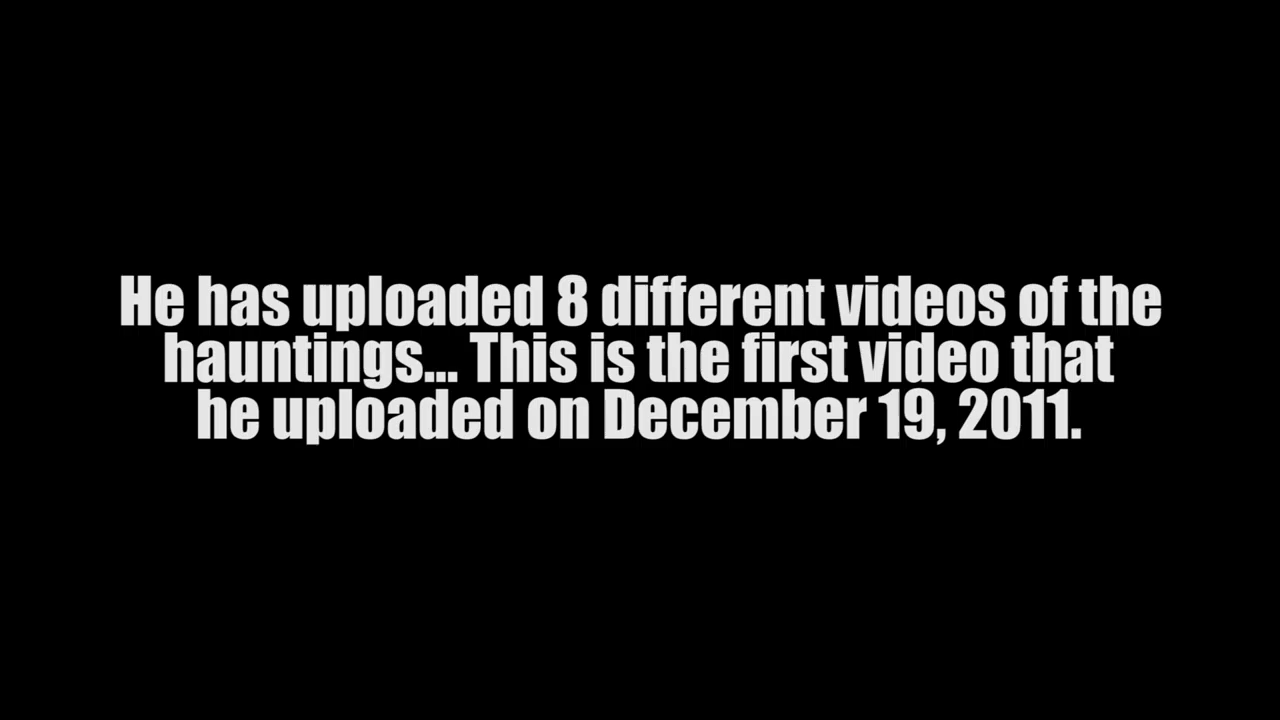 He has uploaded 8 different videos of the
hauntings... This is the first video that
he uploaded on December 19, 2011.